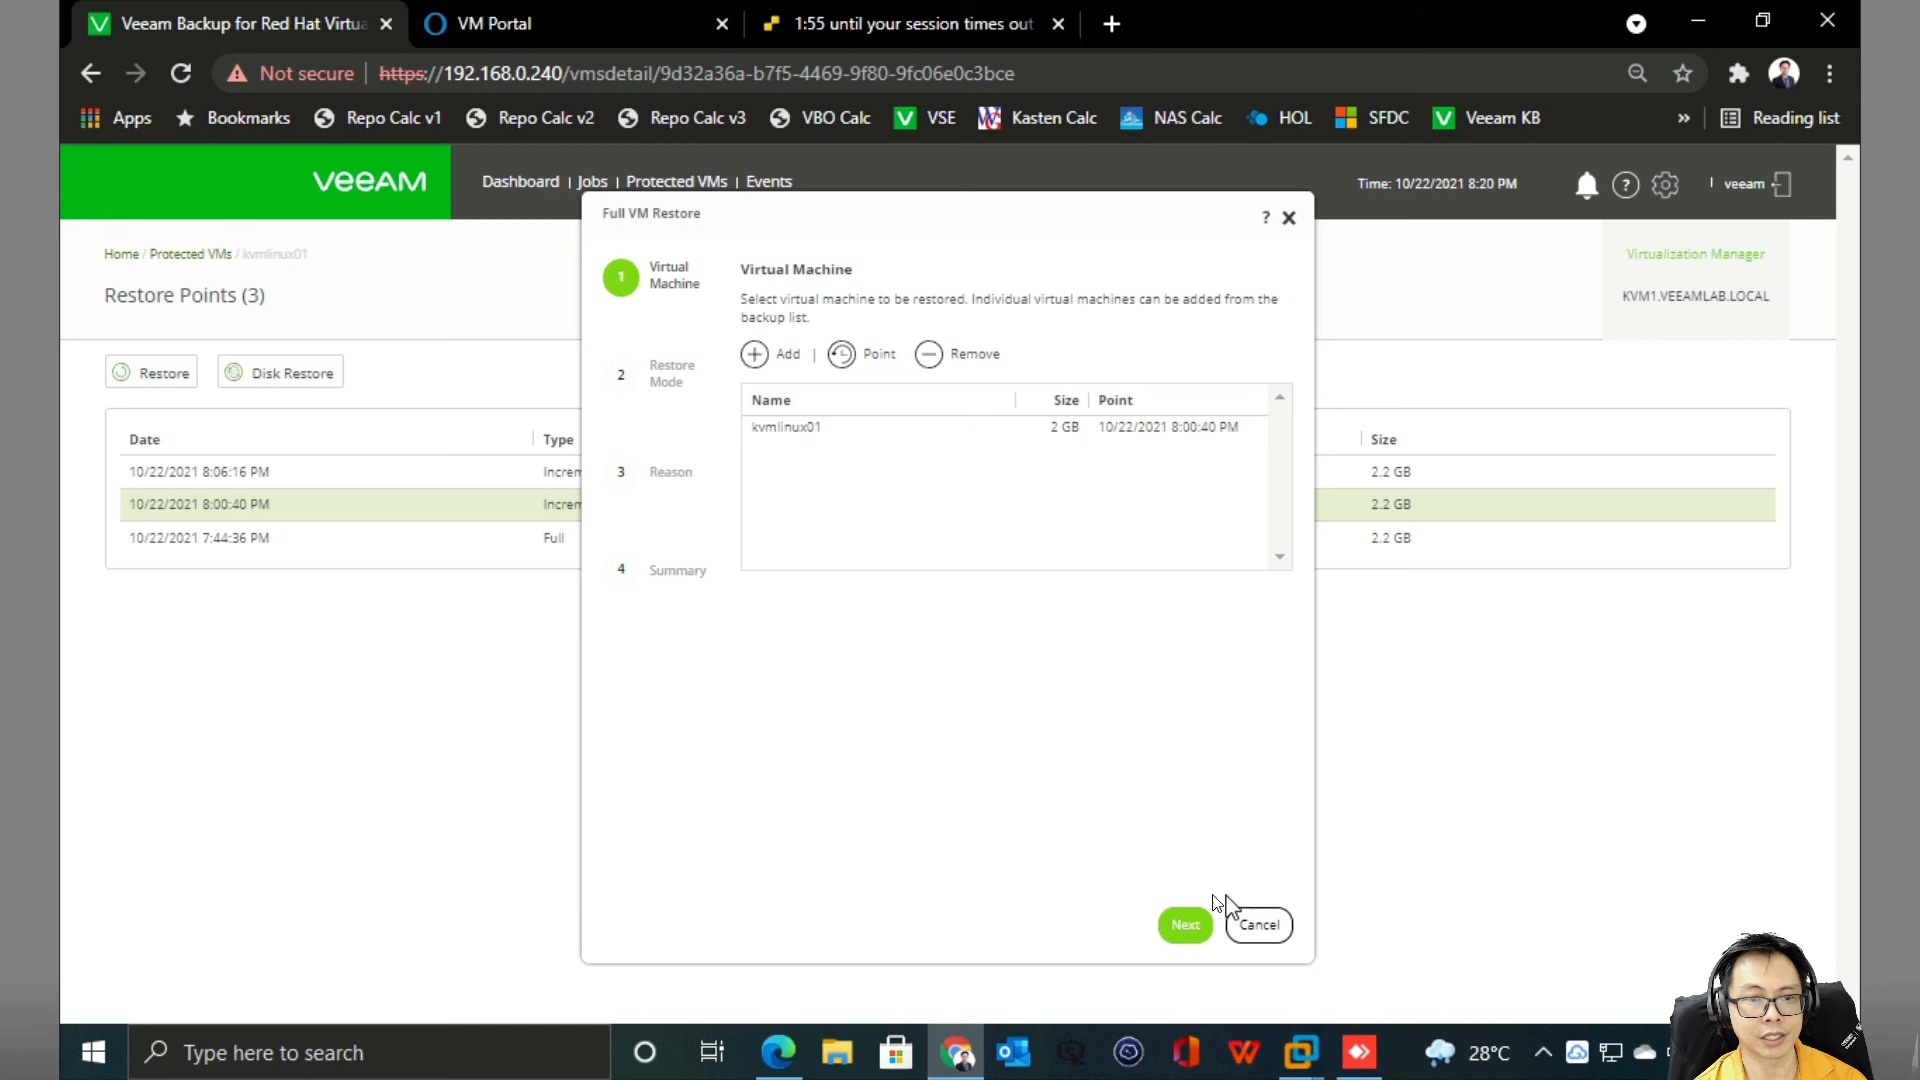 Veeam Backup for Red Hat Virtua
VM Portal
1:55 until your session times out
Not secure
https://192.168.0.240/vmsdetail/9d32a36a-b7f5-4469-9f80-9fc06e0c3bce
Apps
Bookmarks
Repo Calc v1
Repo Calc v2
Repo Calc v3
VBO Calc
VSE
Kasten Calc
NAS Calc
HOL
SFDC
Veeam KB
»
Reading list
veeam
Dashboard | Jobs | Protected VMs | Events
Time: 10/22/2021 8:20 PM
veeam
Home / Protected VMs / kvmlinux01
Restore Points (3)
Virtualization Manager
KVM1.VEEAMLAB.LOCAL
Restore
Disk Restore
Date Type Size
10/22/2021 8:06:16 PM Increm 2.2 GB
10/22/2021 8:00:40 PM Increm 2.2 GB
10/22/2021 7:44:36 PM Full 2.2 GB
Full VM Restore
?
1 Virtual
Machine
2 Restore
Mode
3 Reason
4 Summary
Virtual Machine
Select virtual machine to be restored. Individual virtual machines can be added from the
backup list.
Add | Point Remove
Name Size Point
kvmlinux01 2 GB 10/22/2021 8:00:40 PM
Next
Cancel
Type here to search
28°C